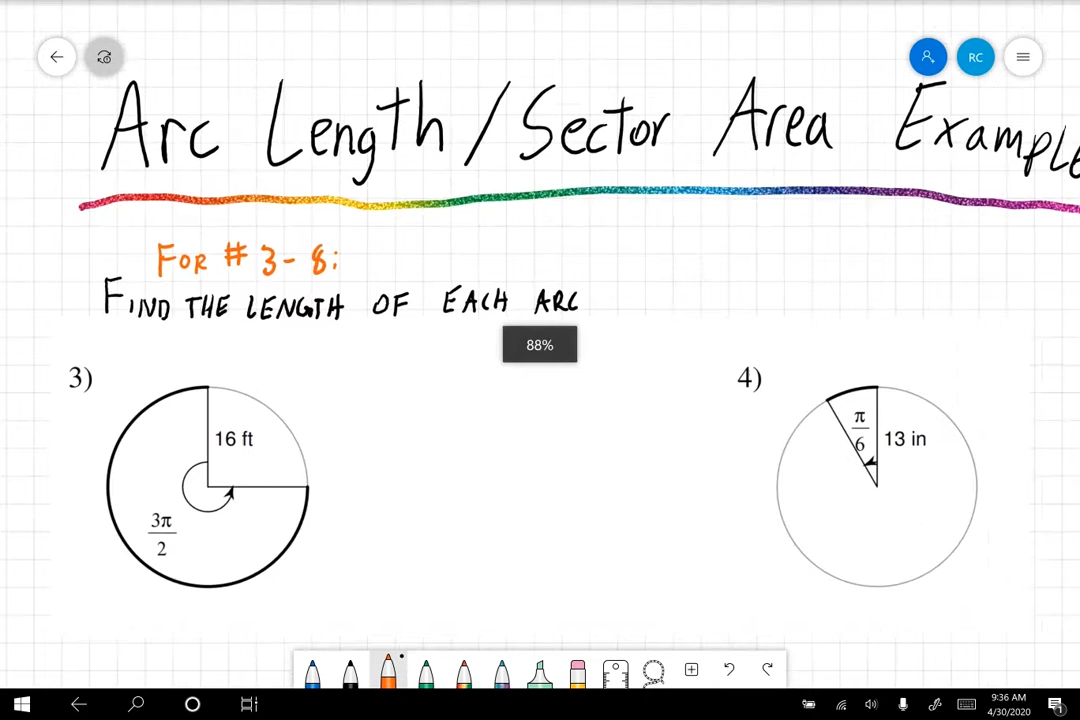 RC
Arc Length / Sector Area Example
FOR # 3 - 8:
FIND THE LENGTH OF EACH ARC
88%
3)
16 ft
3π
2
4)
π
6
13 in
9:36 AM
4/30/2020
1